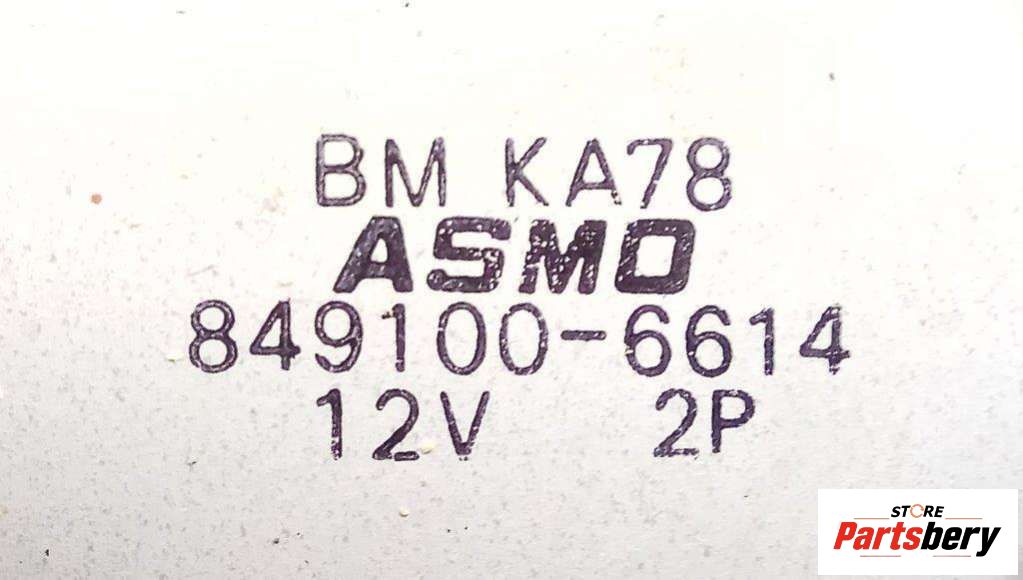 BM KA78
ASMO
849100-6614
12V 2P
STORE
Partsbery